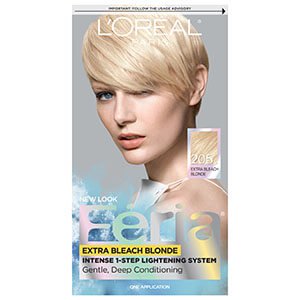 IMPORTANT: FOLLOW THE USAGE ADVISORY
L'ORÉAL
PARIS
205
EXTRA BLEACH
BLONDE
NEW LOOK
Féria
EXTRA BLEACH BLONDE
INTENSE 1-STEP LIGHTENING SYSTEM
Gentle, Deep Conditioning
ONE APPLICATION